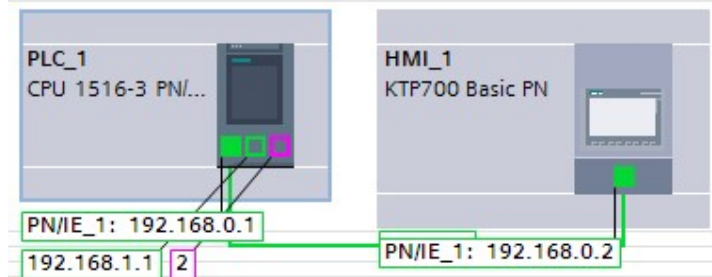 PLC_1
CPU 1516-3 PN/...
HMI_1
KTP700 Basic PN
PN/IE_1: 192.168.0.1
192.168.1.1
2
PN/IE_1: 192.168.0.2